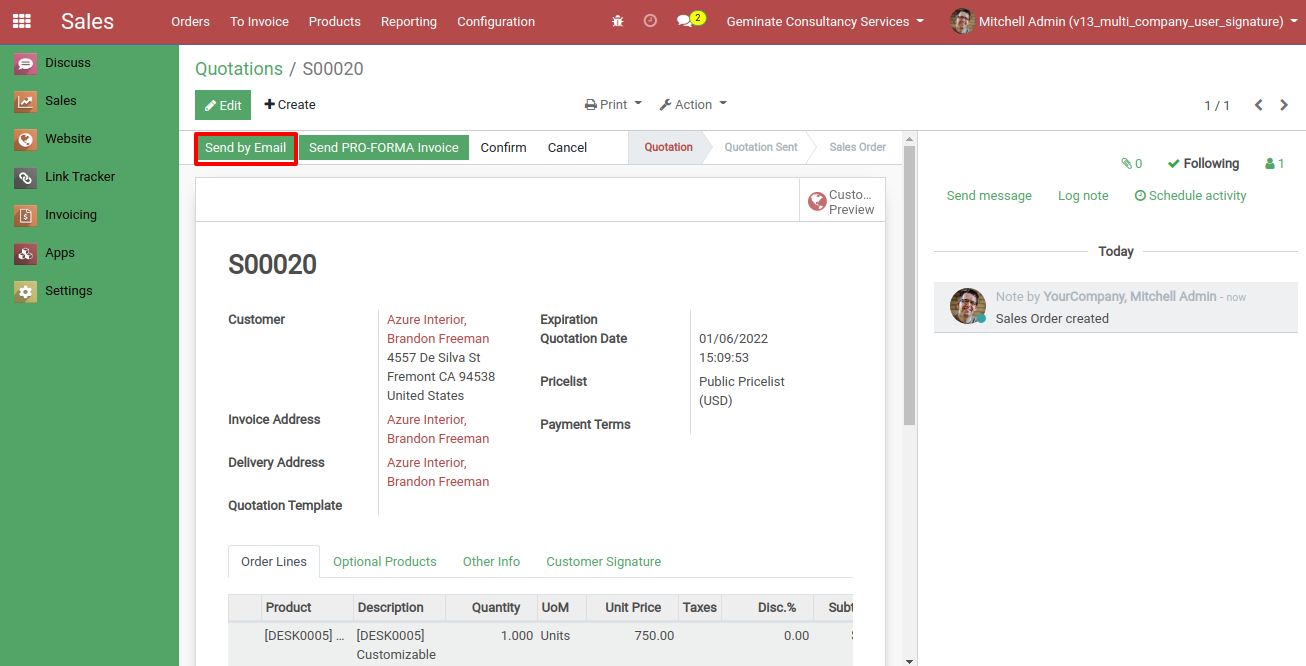 Sales Orders To Invoice Products Reporting Configuration 2 Geminate Consultancy Services Mitchell Admin (v13_multi_company_user_signature)
Discuss
Sales
Website
Link Tracker
Invoicing
Apps
Settings
Quotations / S00020
Edit Create Print Action 1 / 1
Send by Email Send PRO-FORMA Invoice Confirm Cancel Quotation Quotation Sent Sales Order
Custo...
Preview
S00020
Customer
Azure Interior,
Brandon Freeman
4557 De Silva St
Fremont CA 94538
United States
Invoice Address
Azure Interior,
Brandon Freeman
Delivery Address
Azure Interior,
Brandon Freeman
Quotation Template
Expiration
Quotation Date 01/06/2022
15:09:53
Pricelist Public Pricelist
(USD)
Payment Terms
Order Lines Optional Products Other Info Customer Signature
Product Description Quantity UoM Unit Price Taxes Disc.% Subt
[DESK0005] ... [DESK0005] 1.000 Units 750.00 0.00
Customizable
0 Following 1
Send message Log note Schedule activity
Today
Note by YourCompany, Mitchell Admin - now
Sales Order created